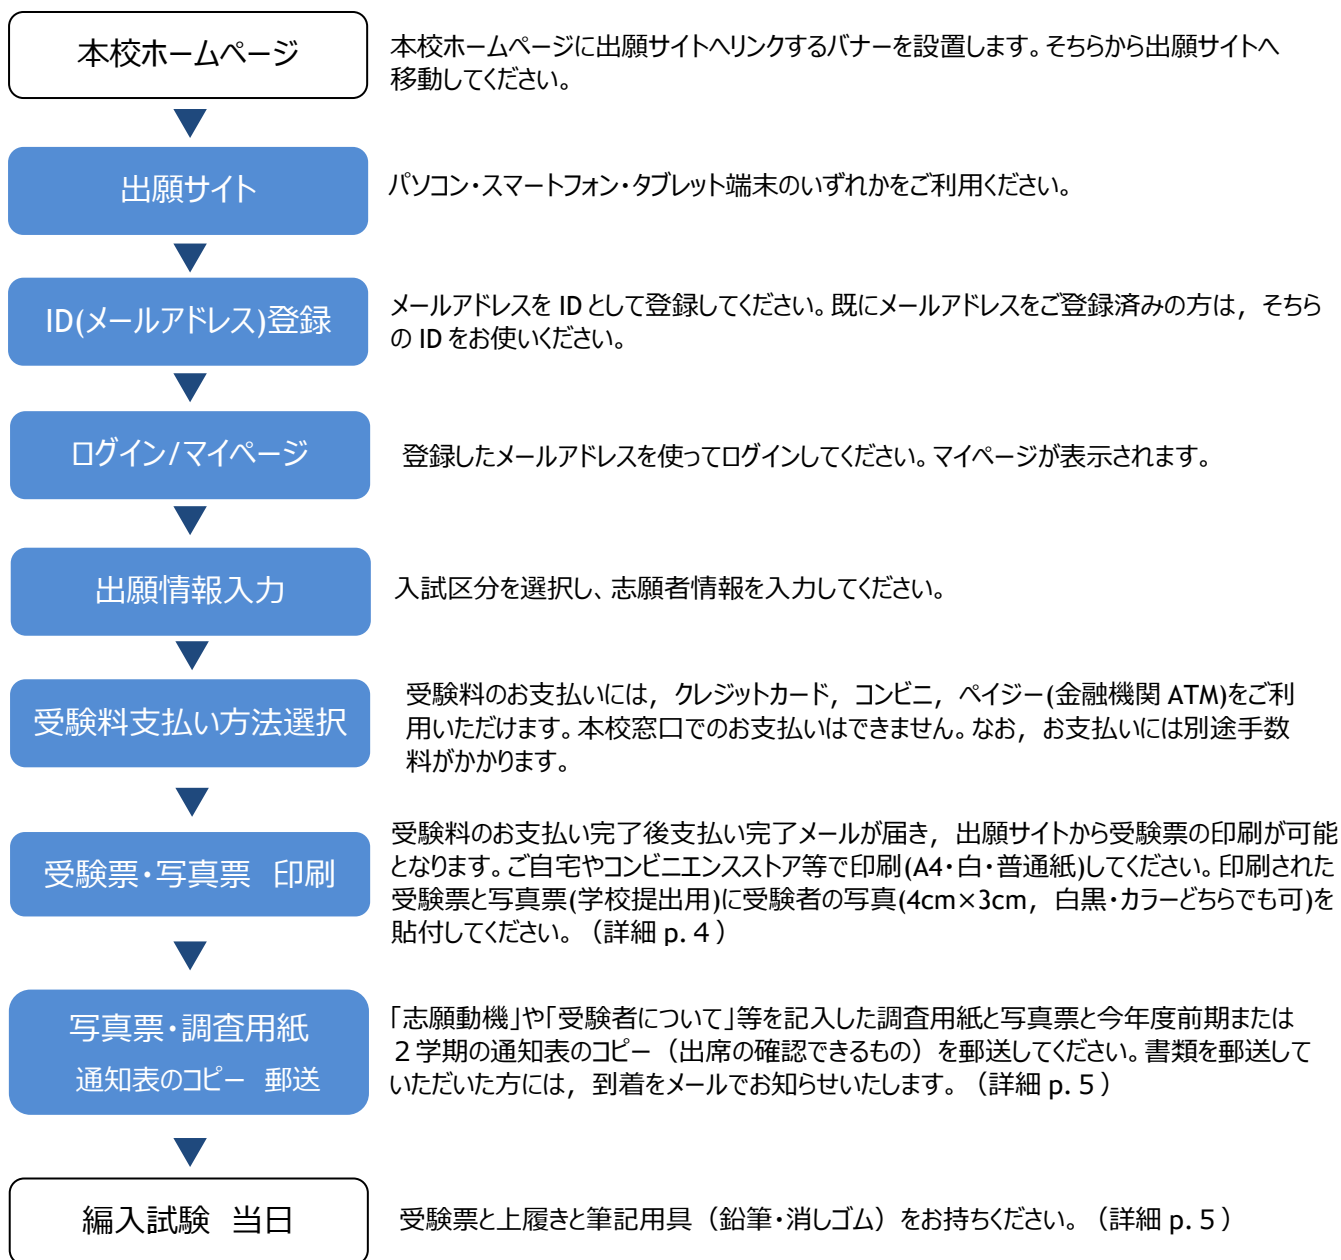 本校ホームページ
本校ホームページに出願サイトへリンクするバナーを設置します。そちらから出願サイトへ
移動してください。
出願サイト
パソコン・スマートフォン・タブレット端末のいずれかをご利用ください。
ID(メールアドレス)登録
メールアドレスを ID として登録してください。既にメールアドレスをご登録済みの方は，そちら
の ID をお使いください。
ログイン/マイページ
登録したメールアドレスを使ってログインしてください。マイページが表示されます。
出願情報入力
入試区分を選択し、志願者情報を入力してください。
受験料支払い方法選択
受験料のお支払いには，クレジットカード，コンビニ，ペイジー(金融機関 ATM)をご利
用いただけます。本校窓口でのお支払いはできません。なお，お支払いには別途手数
料がかかります。
受験票・写真票　印刷
受験料のお支払い完了後支払い完了メールが届き，出願サイトから受験票の印刷が可能
となります。ご自宅やコンビニエンスストア等で印刷(A4・白・普通紙)してください。印刷された
受験票と写真票(学校提出用)に受験者の写真(4cm×3cm，白黒・カラーどちらでも可)を
貼付してください。（詳細 p.４）
写真票・調査用紙
通知表のコピー　郵送
「志願動機」や「受験者について」等を記入した調査用紙と写真票と今年度前期または
２学期の通知表のコピー（出席の確認できるもの）を郵送してください。書類を郵送して
いただいた方には，到着をメールでお知らせいたします。（詳細 p.５）
編入試験　当日
受験票と上履きと筆記用具（鉛筆・消しゴム）をお持ちください。（詳細 p.５）